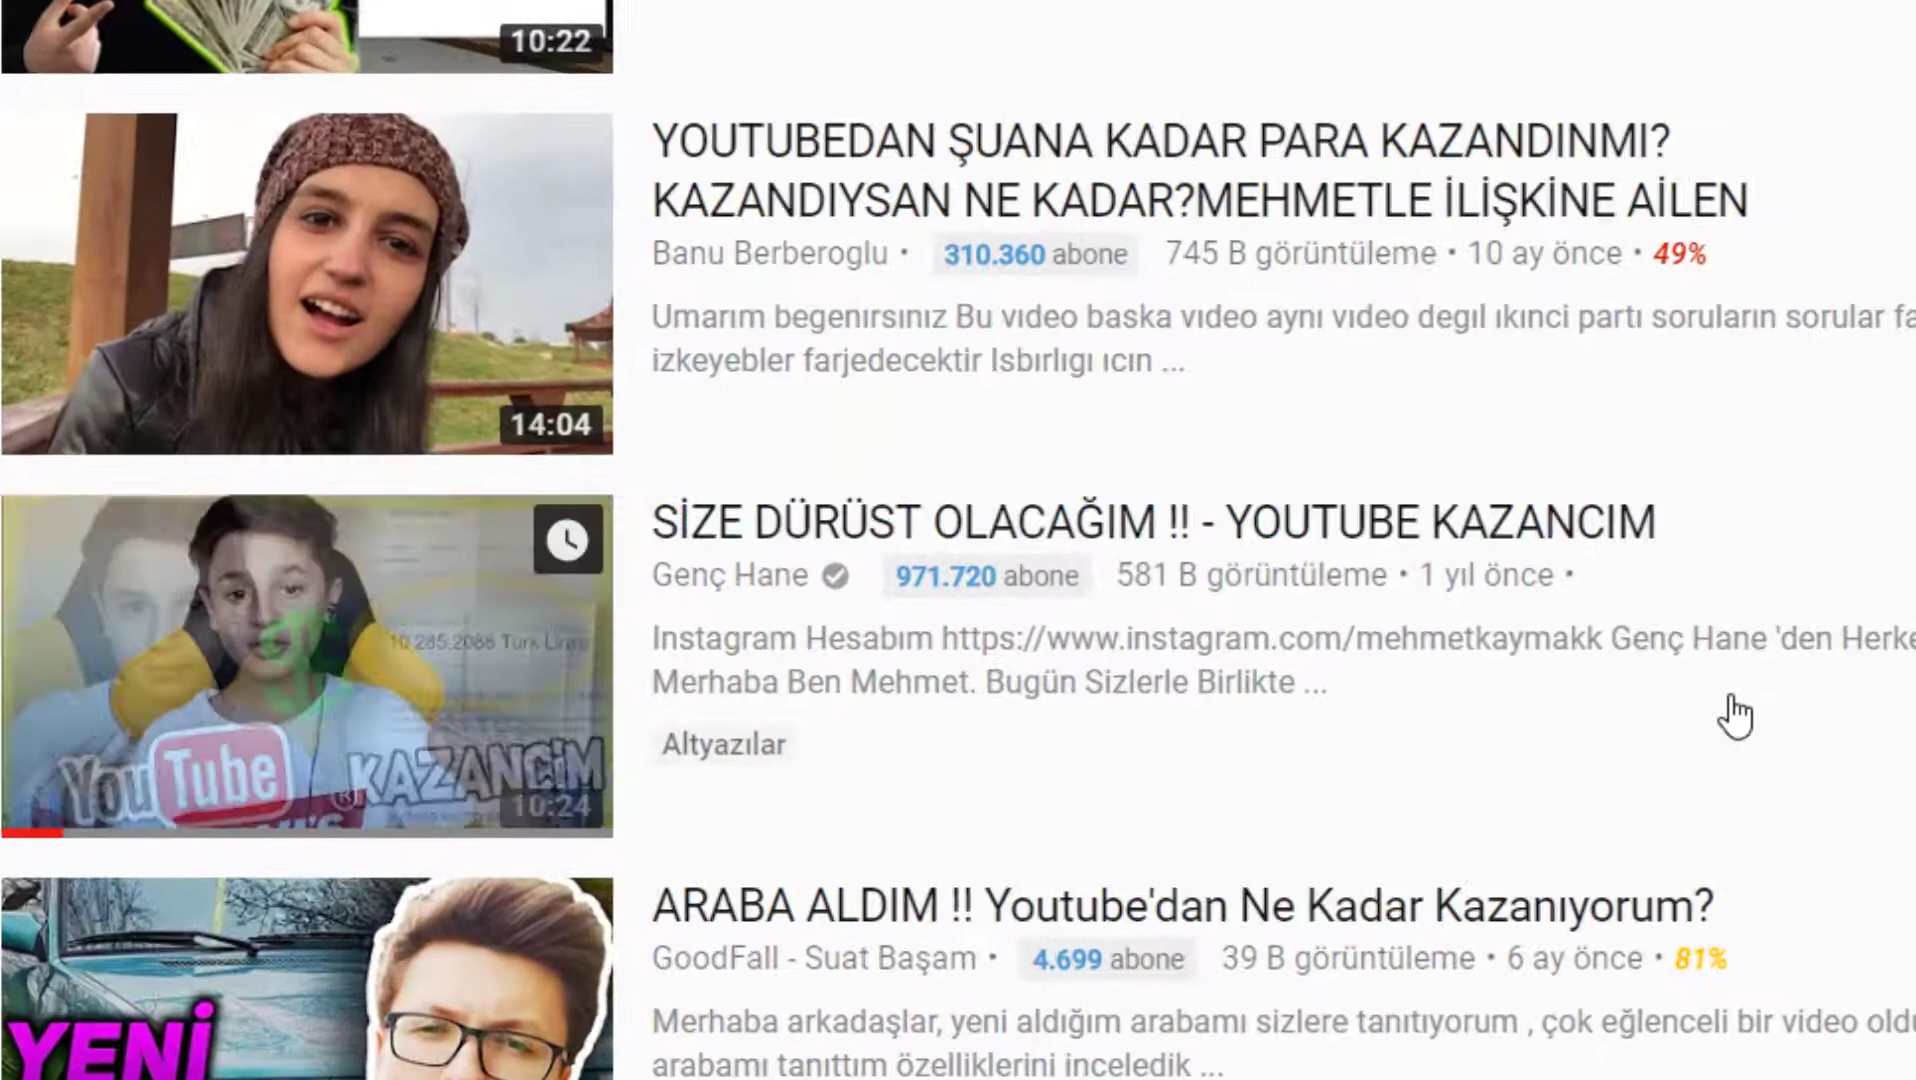 10:22
YOUTUBEDAN ŞUANA KADAR PARA KAZANDINMI?
KAZANDIYSAN NE KADAR?MEHMETLE İLİŞKİNE AİLEN
Banu Berberoglu • 310.360 abone 745 B görüntüleme • 10 ay önce • 49%
Umarım begenırsınız Bu vıdeo baska vıdeo aynı vıdeo degıl ıkınci partı soruların sorular
izkeyebler farjedecektir Isbırlıgı ıcın ...
14:04
SİZE DÜRÜST OLACAĞIM !! - YOUTUBE KAZANCIM
Genç Hane 971.720 abone 581 B görüntüleme • 1 yıl önce •
Instagram Hesabım https://www.instagram.com/mehmetkaymakk Genç Hane 'den
Merhaba Ben Mehmet. Bugün Sizlerle Birlikte ...
Altyazılar
10 285.2086 Türk Lirası
YouTube KAZANCIM
10:24
ARABA ALDIM !! Youtube'dan Ne Kadar Kazanıyorum?
GoodFall - Suat Başam • 4.699 abone 39 B görüntüleme • 6 ay önce • 81%
Merhaba arkadaşlar, yeni aldığım arabamı sizlere tanıtıyorum , çok eğlenceli bir video
arabamı tanıttım özelliklerini inceledik ...
YENİ